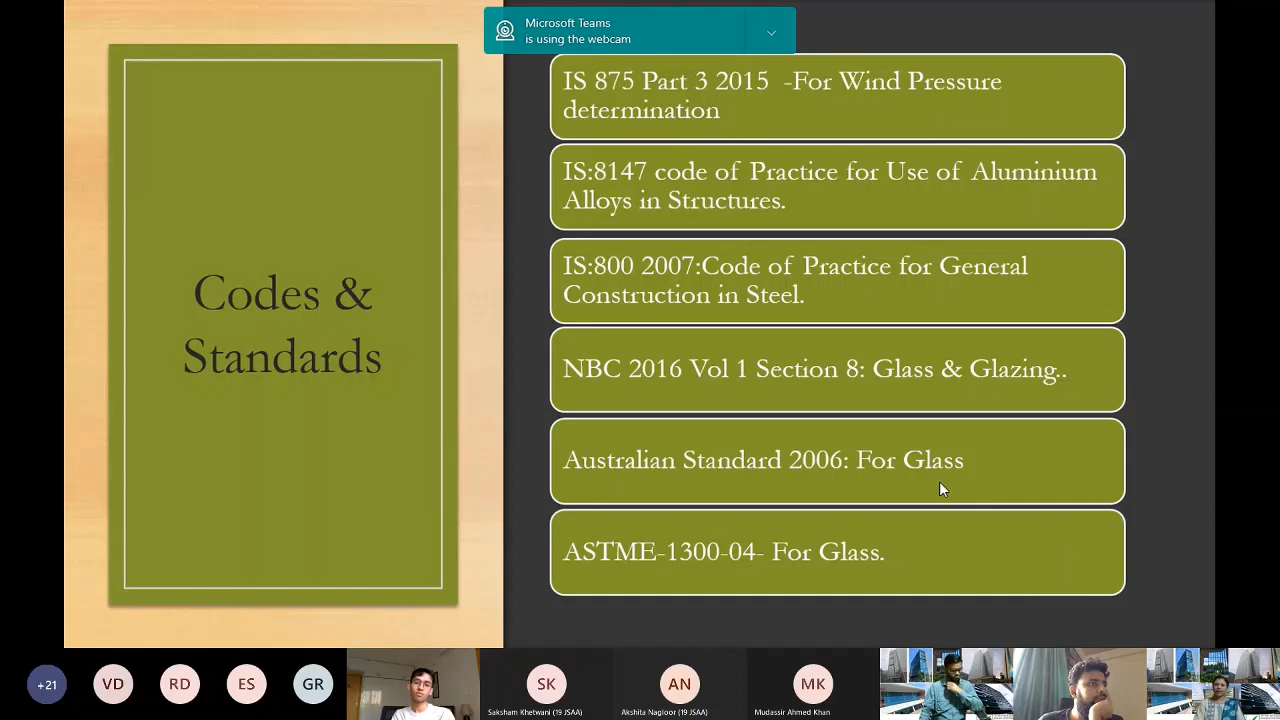 Microsoft Teams
is using the webcam
Codes &
Standards
IS 875 Part 3 2015 -For Wind Pressure
determination
IS:8147 code of Practice for Use of Aluminium
Alloys in Structures.
IS:800 2007:Code of Practice for General
Construction in Steel.
NBC 2016 Vol 1 Section 8: Glass & Glazing..
Australian Standard 2006: For Glass
ASTME-1300-04- For Glass.
+21
VD
RD
ES
GR
SK
Saksham Khetwani (19 JSAA)
AN
Akshita Nagloor (19 JSAA)
MK
Mudassir Ahmed Khan